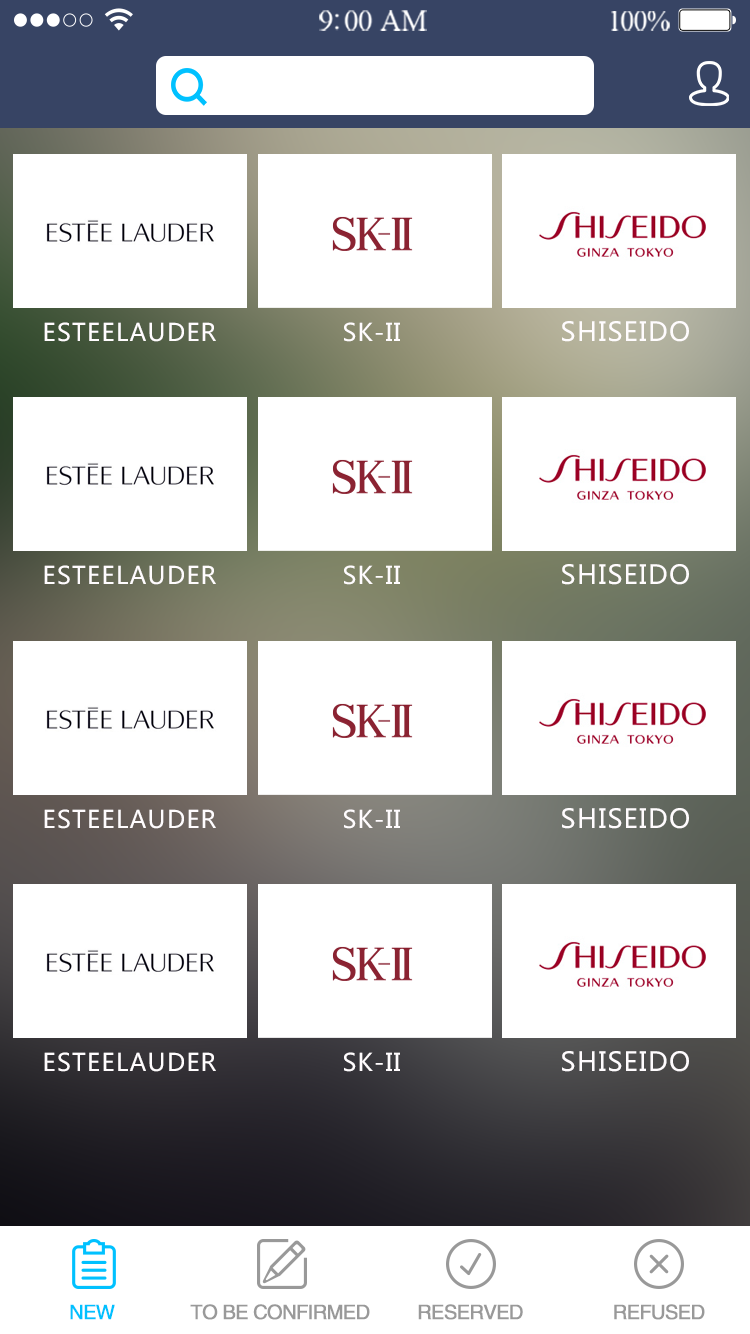 9:00 AM 100%
ESTĒE LAUDER SK-II SHISEIDO
GINZA TOKYO
ESTEELAUDER SK-II SHISEIDO
ESTĒE LAUDER SK-II SHISEIDO
GINZA TOKYO
ESTEELAUDER SK-II SHISEIDO
ESTĒE LAUDER SK-II SHISEIDO
GINZA TOKYO
ESTEELAUDER SK-II SHISEIDO
ESTĒE LAUDER SK-II SHISEIDO
GINZA TOKYO
ESTEELAUDER SK-II SHISEIDO
NEW TO BE CONFIRMED RESERVED REFUSED